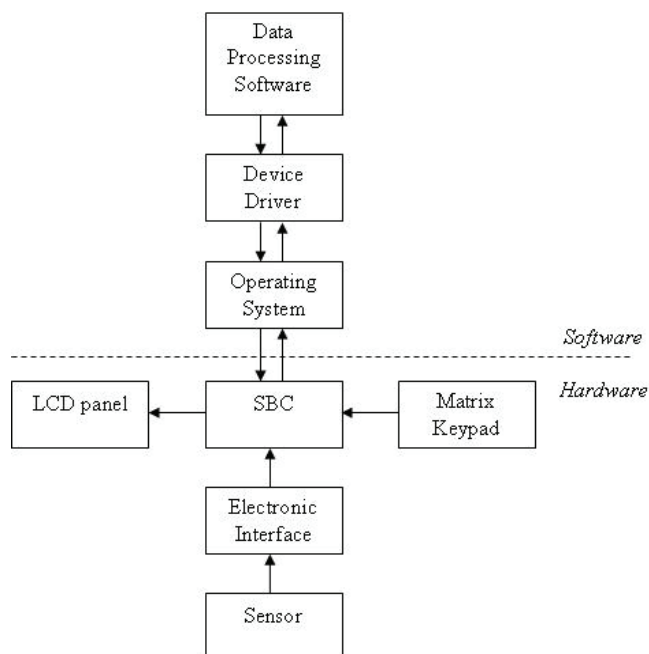 Data
Processing
Software
Device
Driver
Operating
System
Software
LCD panel
SBC
Matrix
Keypad
Hardware
Electronic
Interface
Sensor